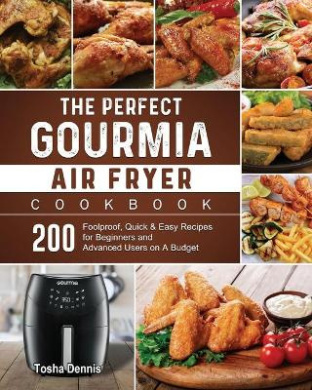 THE PERFECT
GOURMIA
AIR FRYER
COOKBOOK
200
Foolproof, Quick & Easy Recipes
for Beginners and
Advanced Users on A Budget
GOURMIA
Tosha Dennis